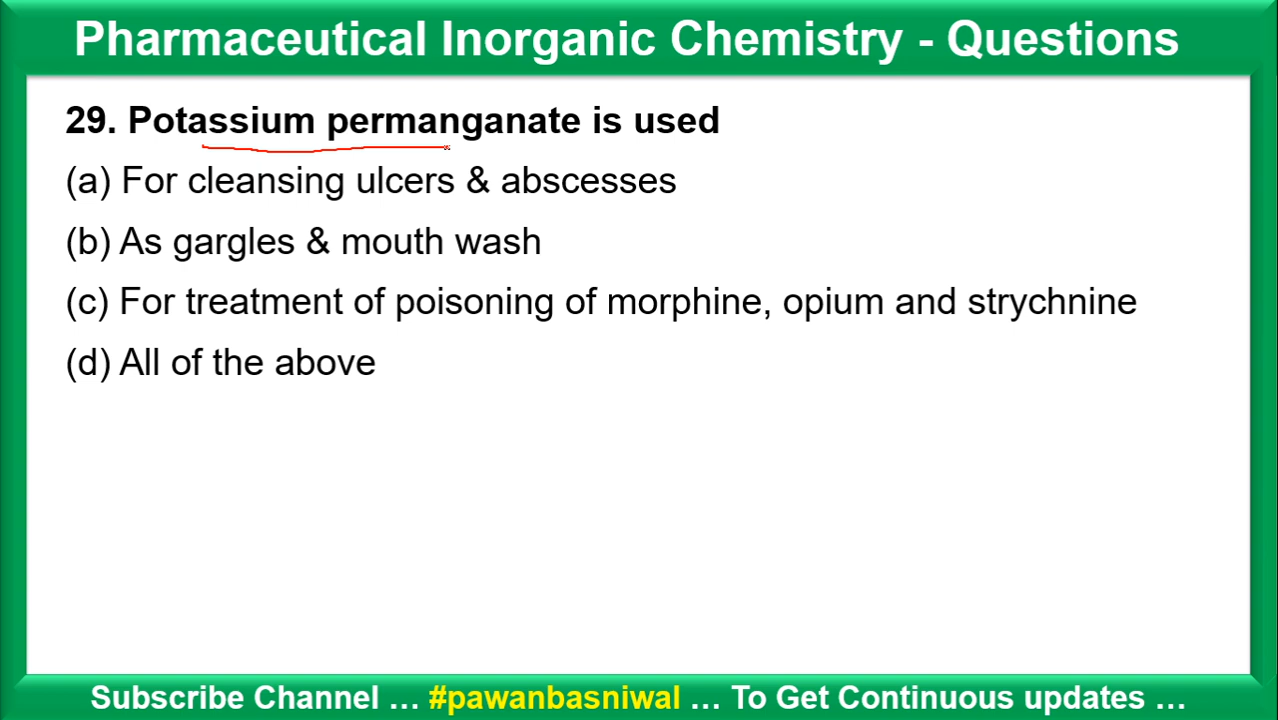 Pharmaceutical Inorganic Chemistry - Questions
29. Potassium permanganate is used
(a) For cleansing ulcers & abscesses
(b) As gargles & mouth wash
(c) For treatment of poisoning of morphine, opium and strychnine
(d) All of the above
Subscribe Channel … #pawanbasniwal … To Get Continuous updates …